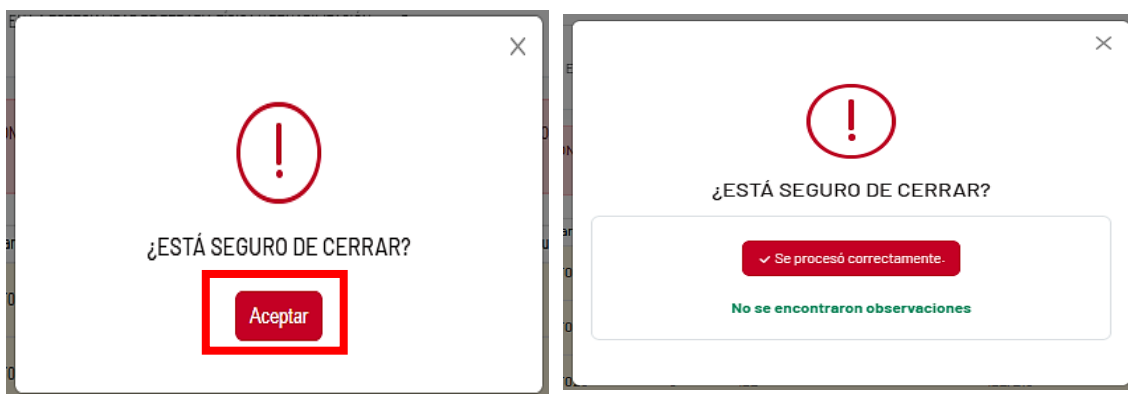 ¿ESTÁ SEGURO DE CERRAR?
Aceptar
¿ESTÁ SEGURO DE CERRAR?
Se procesó correctamente.
No se encontraron observaciones